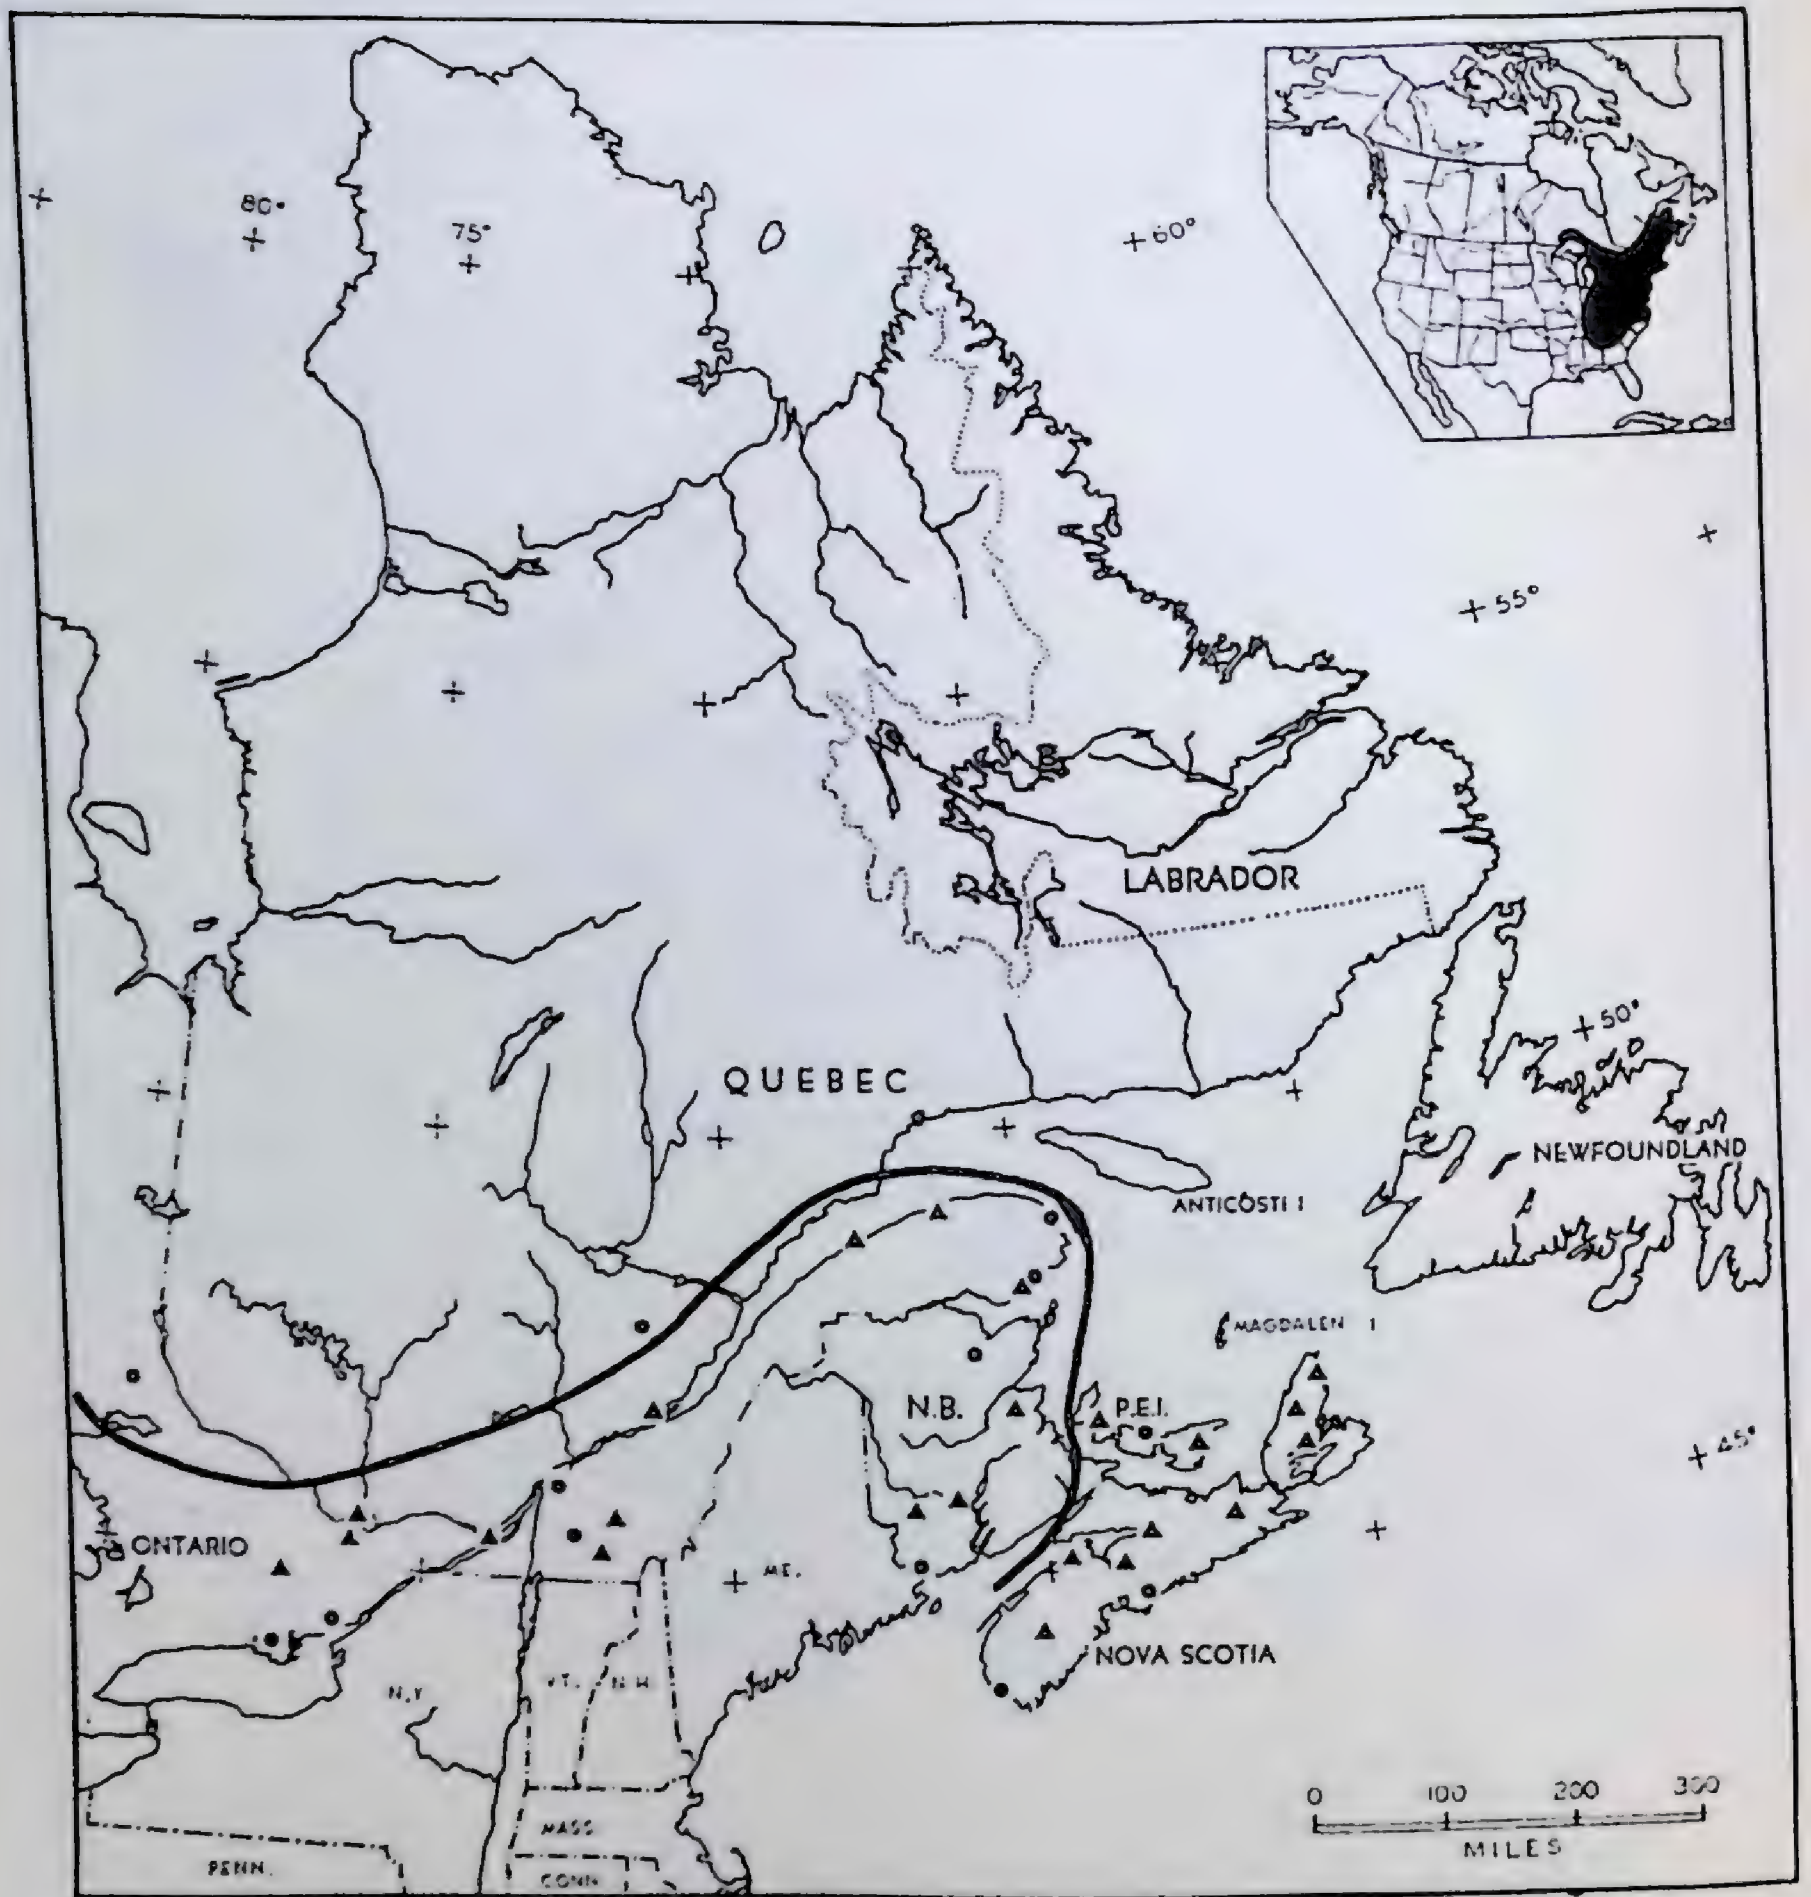 80°
75°
60°
55°
LABRADOR
50°
QUEBEC
NEWFOUNDLAND
ANTICOSTI I
MAGDALEN I
N.B.
P.E.I.
45°
ONTARIO
ME.
NOVA SCOTIA
N.Y.
VT.
N.H.
0 100 200 300
MILES
MASS
PENN.
CONN